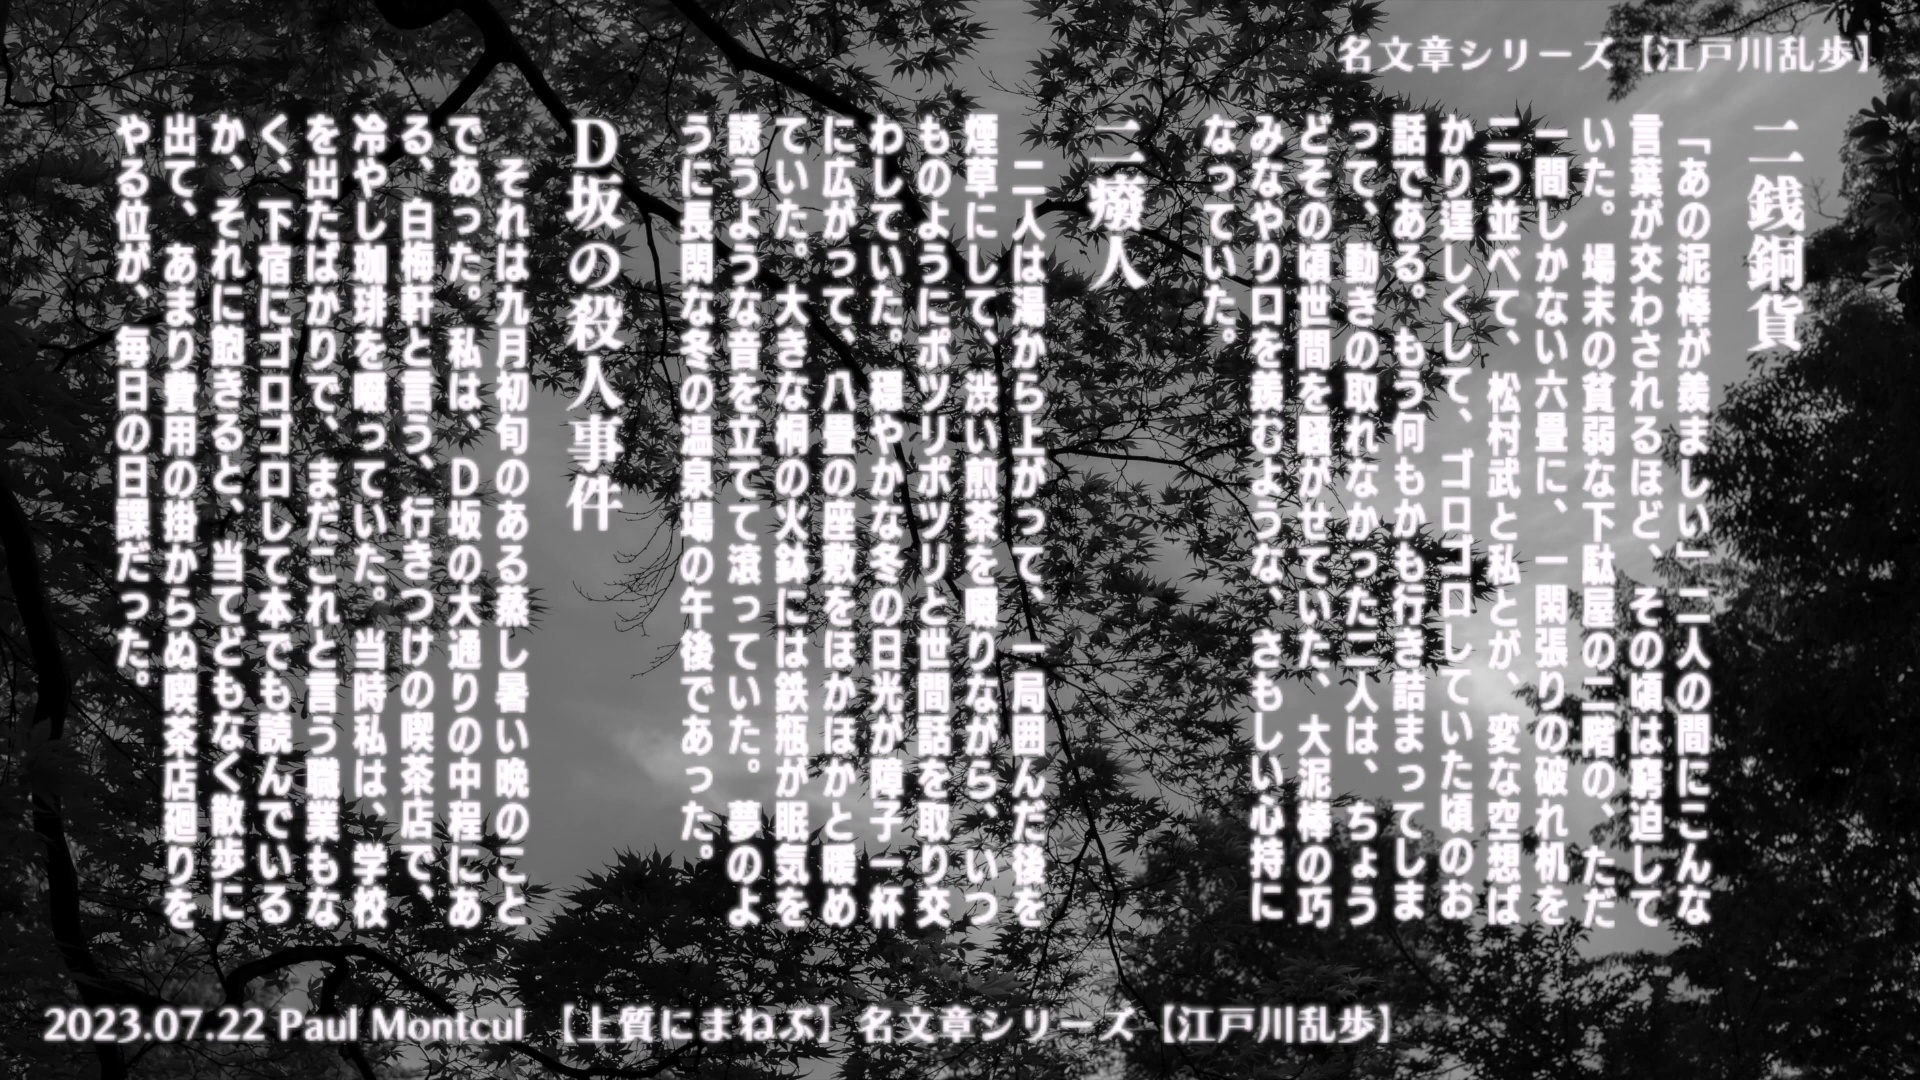 名文章シリーズ【江戸川乱歩】
二銭銅貨
「あの泥棒が羨ましい」二人の間にこんな
言葉が交わされるほど、その頃は窮迫して
いた。場末の貧弱な下駄屋の二階の、ただ
一間しかない六畳に、一閑張りの破れ机を
二つ並べて、松村武と私とが、変な空想ば
かり逞しくして、ゴロゴロしていた頃のお
話である。もう何もかも行き詰まってしま
って、動きの取れなかった二人は、ちょう
どその頃世間を騒がせていた、大泥棒の巧
みなやり口を羨むような、さもしい心持に
なっていた。
二癈人
二人は湯から上がって、一局囲んだ後を
煙草にして、渋い煎茶を啜りながら、いつ
ものようにポツリポツリと世間話を取り交
わしていた。穏やかな冬の日光が障子一杯
に広がって、八畳の座敷をほかほかと暖め
ていた。大きな桐の火鉢には鉄瓶が眠気を
誘うような音を立てて滾っていた。夢のよ
うに長閑な冬の温泉場の午後であった。
D坂の殺人事件
それは九月初旬のある蒸し暑い晩のこと
であった。私は、D坂の大通りの中程にあ
る、白梅軒と言う、行きつけの喫茶店で、
冷やし珈琲を啜っていた。当時私は、学校
を出たばかりで、まだこれと言う職業もな
く、下宿にゴロゴロして本でも読んでいる
か、それに飽きると、当てどもなく散歩に
出て、あまり費用の掛からぬ喫茶店廻りを
やる位が、毎日の日課だった。
2023.07.22 Paul Montcul 【上質にまねぶ】名文章シリーズ【江戸川乱歩】